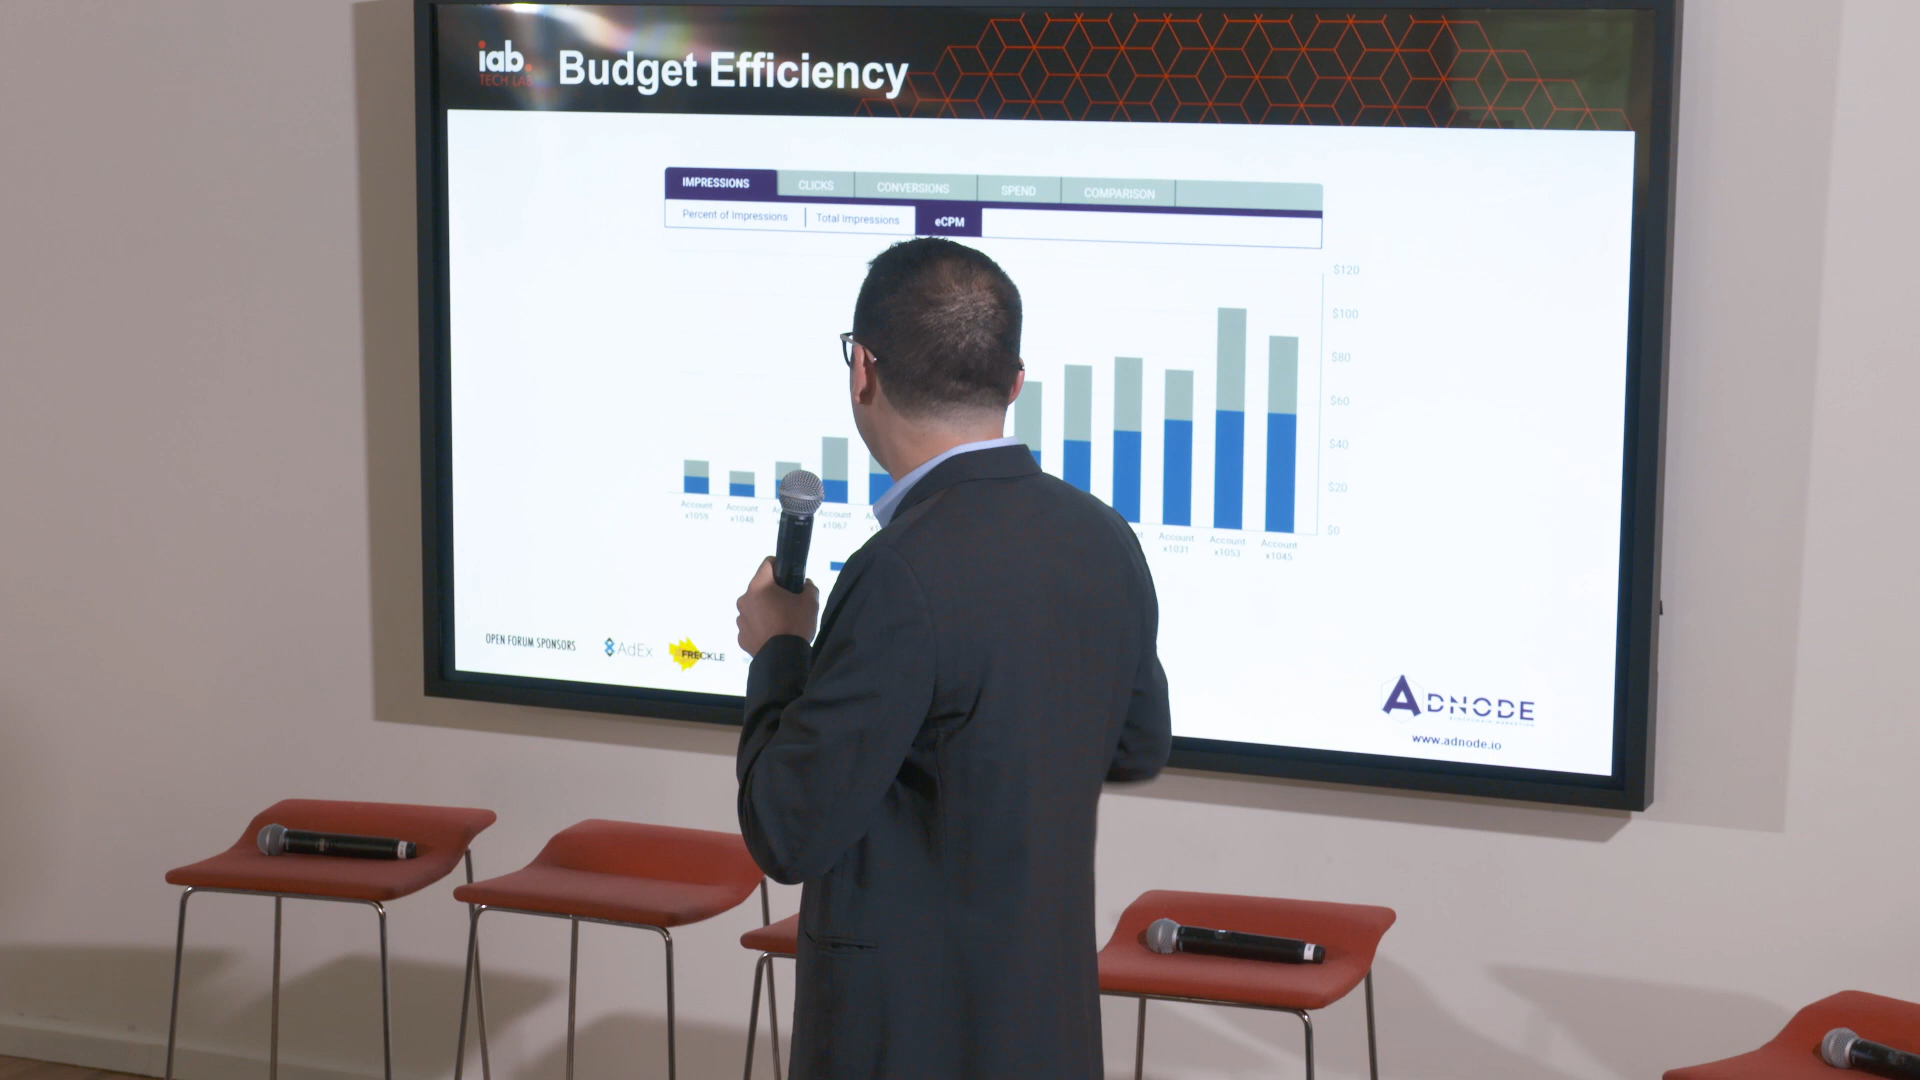 iab.
TECH LAB
Budget Efficiency
IMPRESSIONS CLICKS CONVERSIONS SPEND COMPARISON
Percent of Impressions Total Impressions eCPM
$120
$100
$80
$60
$40
$20
$0
Account x1059
Account x1048
Account x1067
Account x1031
Account x1053
Account x1045
OPEN FORUM SPONSORS
AdEx
FRECKLE
ADNODE
www.adnode.io